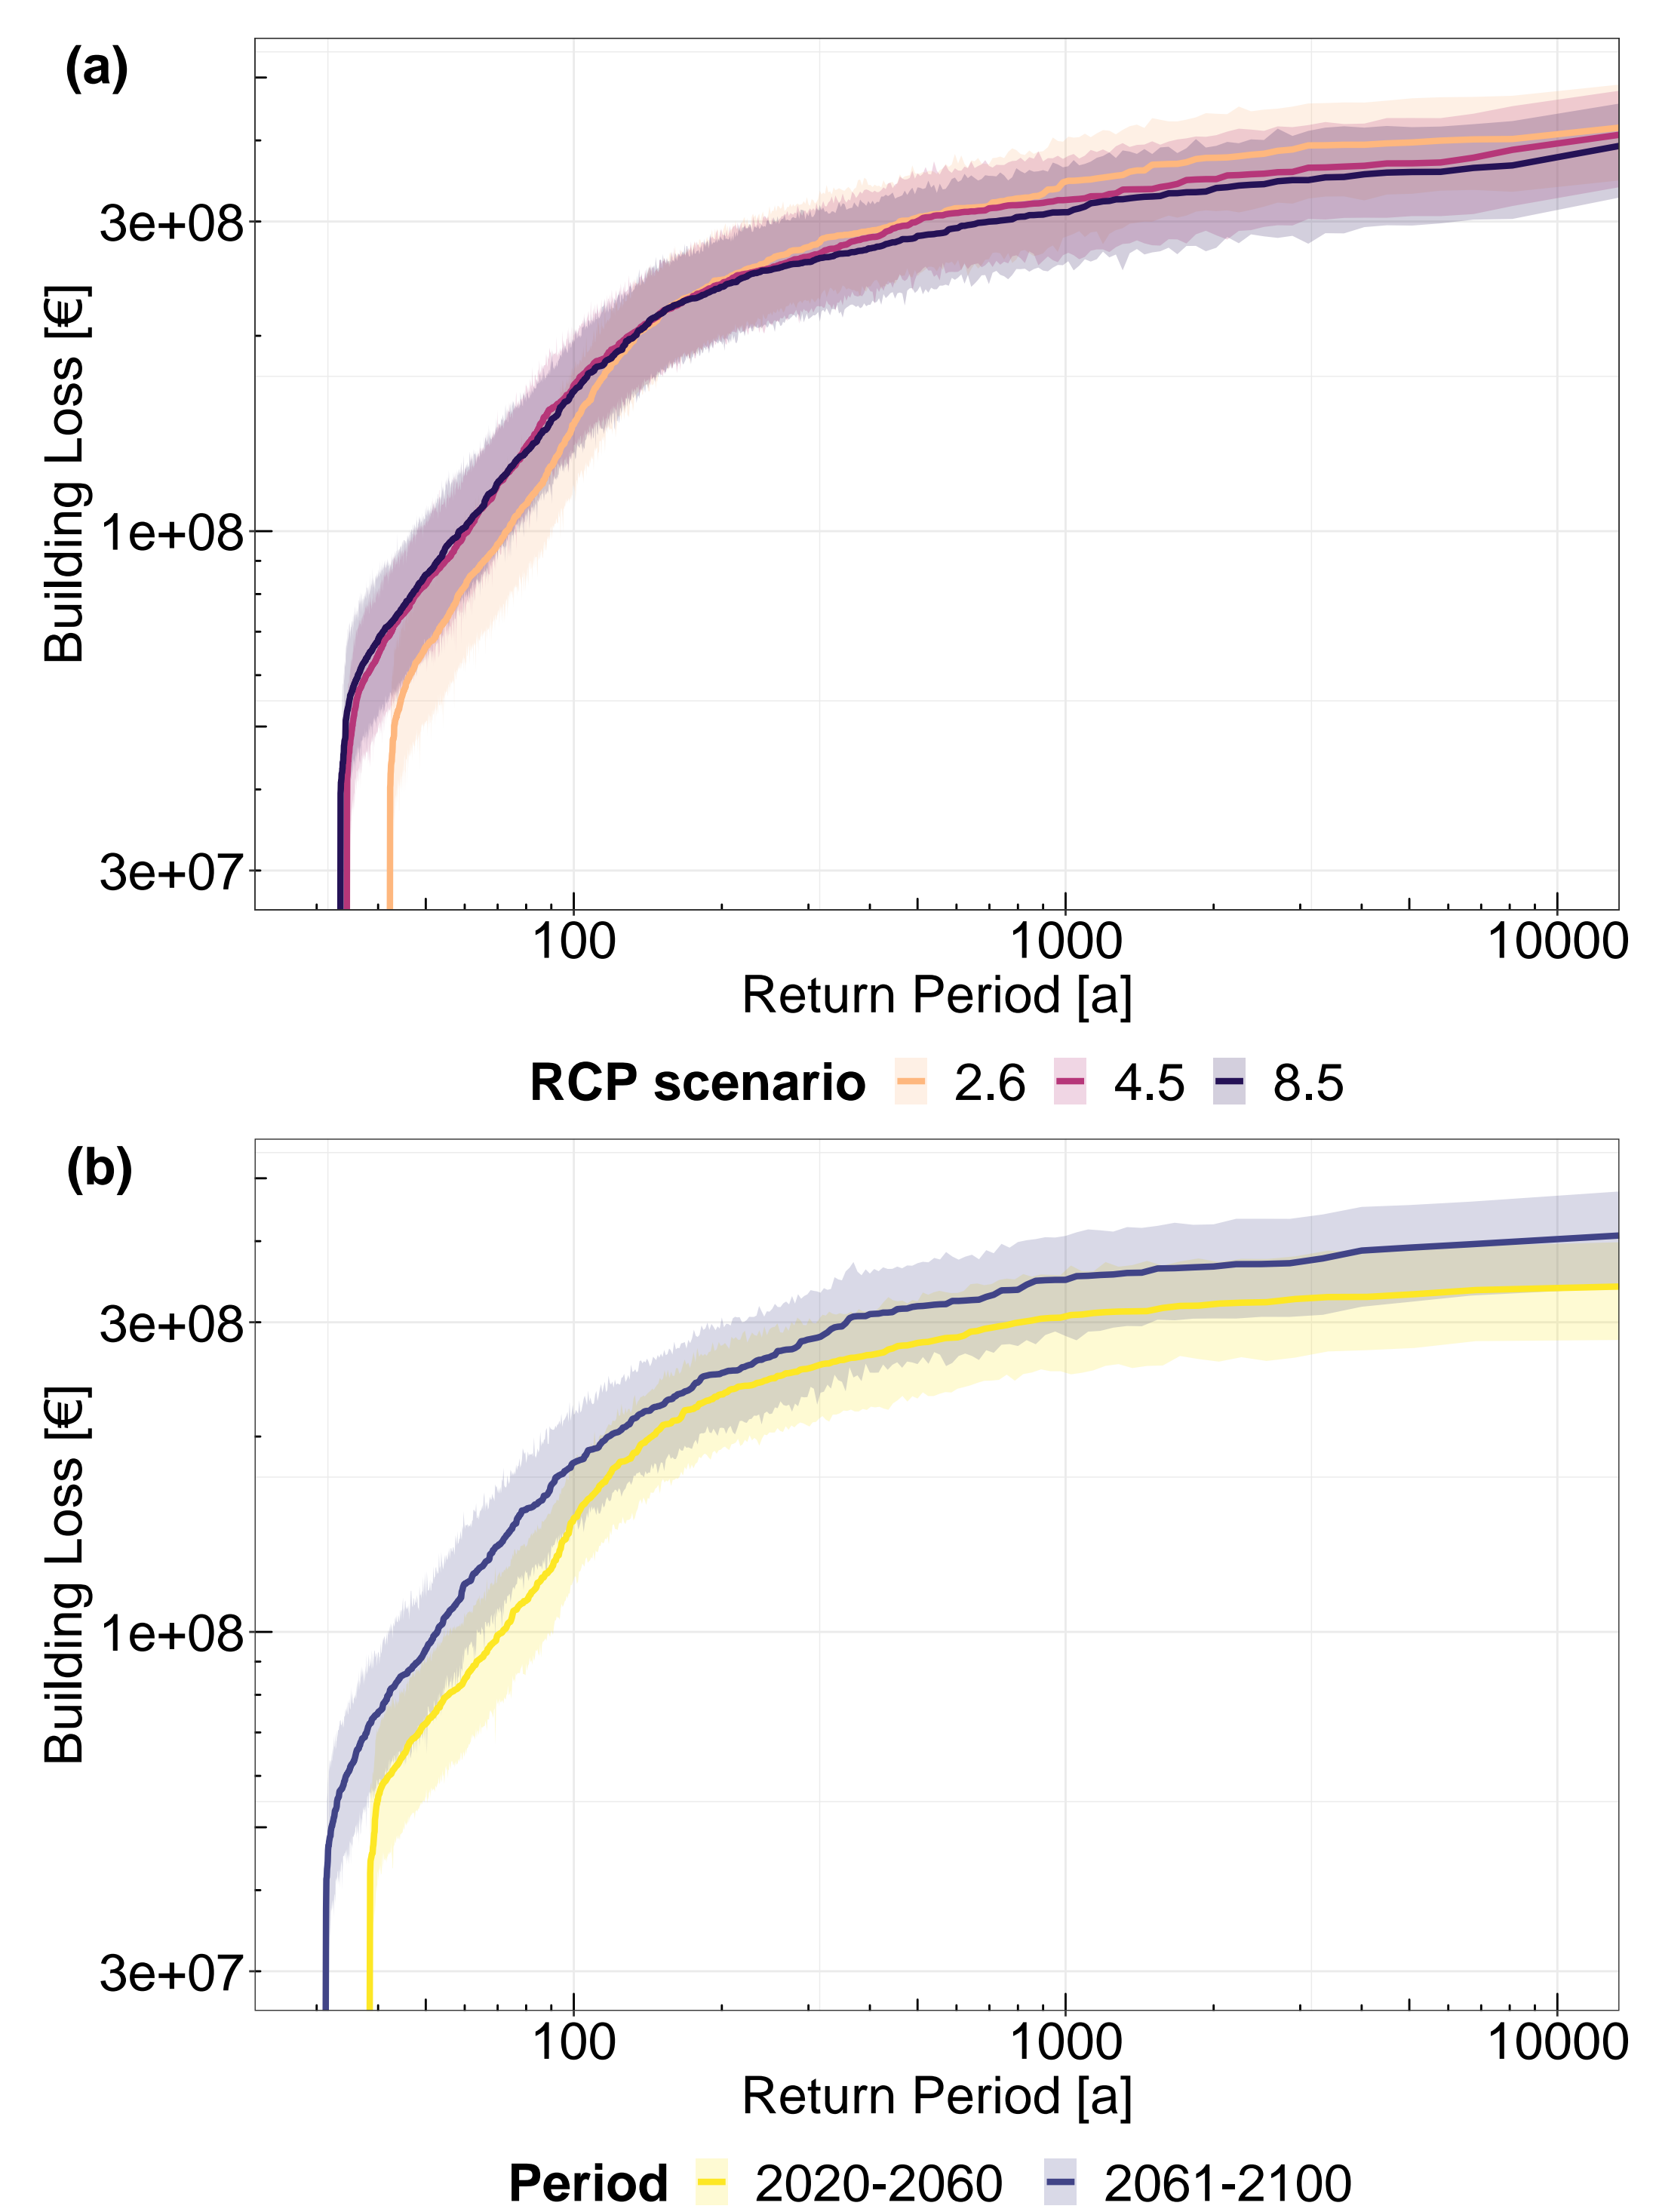 (a)
Building Loss [€]
3e+08
1e+08
3e+07
100 1000 10000
Return Period [a]
RCP scenario 2.6 4.5 8.5
(b)
Building Loss [€]
3e+08
1e+08
3e+07
100 1000 10000
Return Period [a]
Period 2020-2060 2061-2100